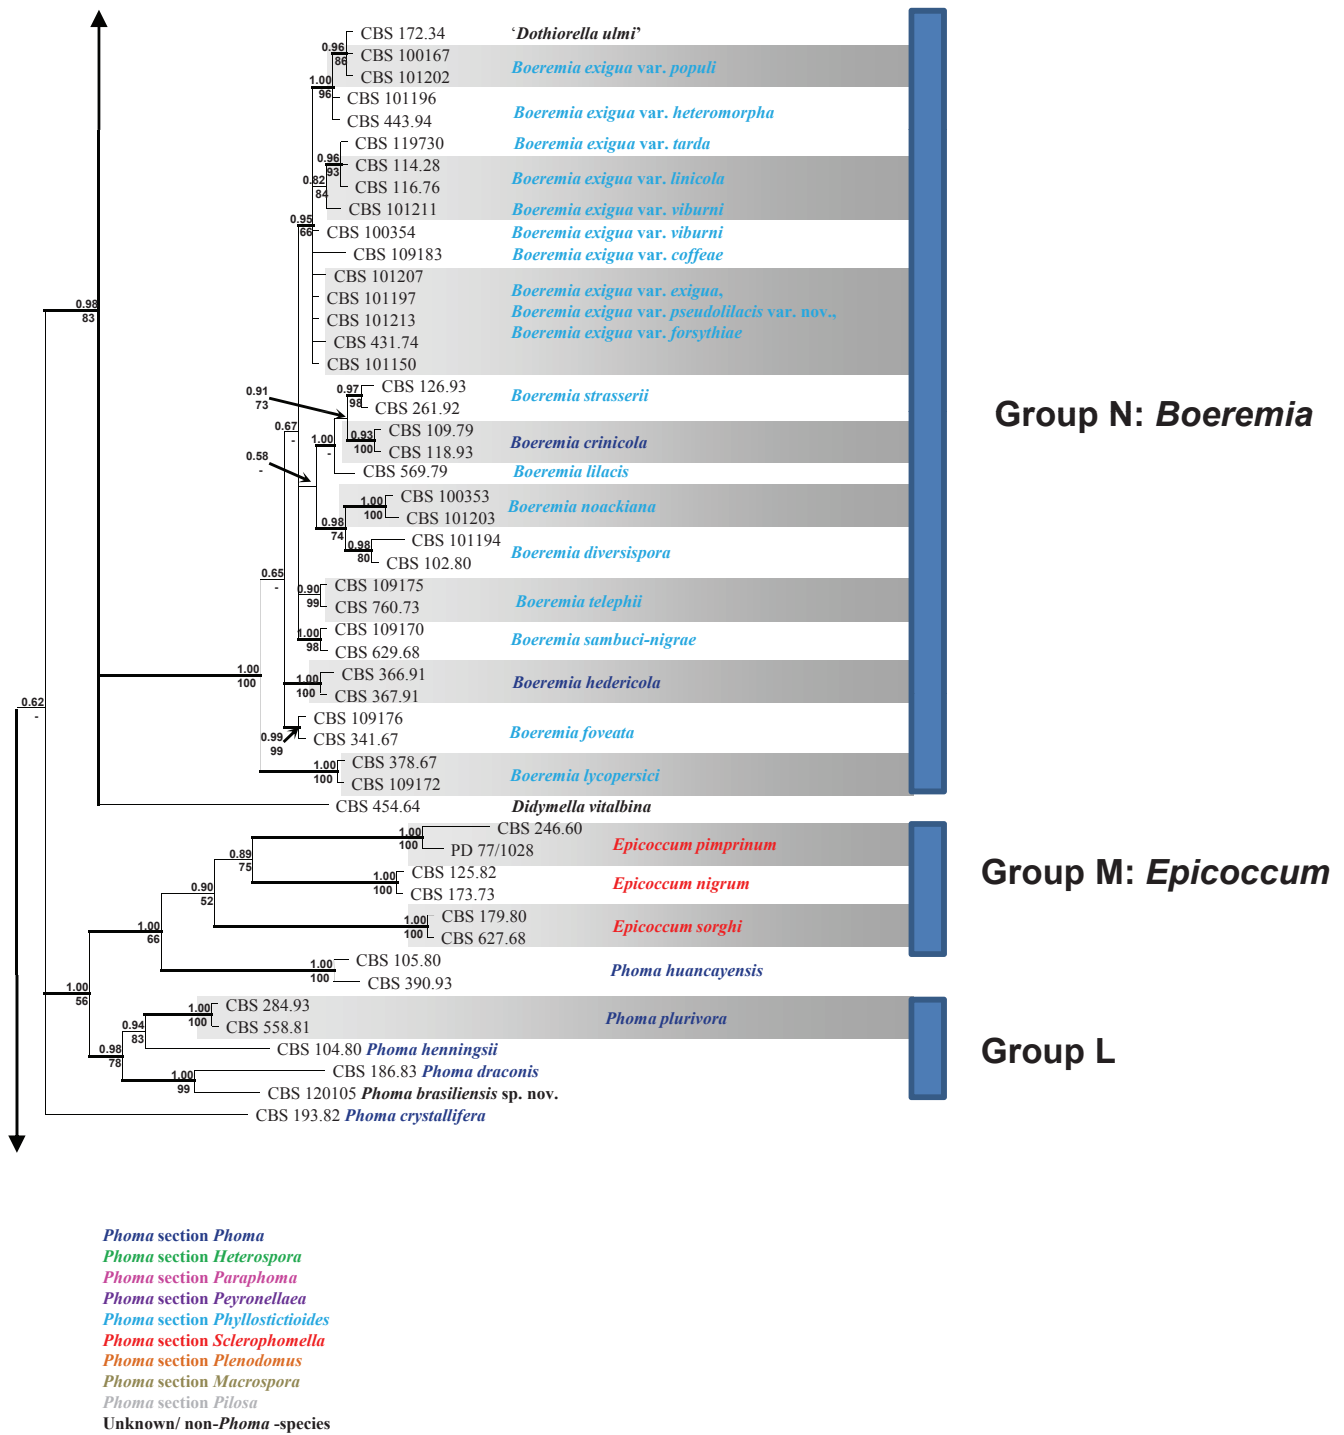 CBS 172.34 ‘Dothiorella ulmi’
0.96
CBS 100167
86
Boeremia exigua var. populi
CBS 101202
1.00
96
CBS 101196
Boeremia exigua var. heteromorpha
CBS 443.94
CBS 119730 Boeremia exigua var. tarda
0.96
CBS 114.28
93
Boeremia exigua var. linicola
0.82
CBS 116.76
84
CBS 101211 Boeremia exigua var. viburni
0.95
66
CBS 100354 Boeremia exigua var. viburni
CBS 109183 Boeremia exigua var. coffeae
CBS 101207
Boeremia exigua var. exigua,
CBS 101197
Boeremia exigua var. pseudolilacis var. nov.,
CBS 101213
Boeremia exigua var. forsythiae
CBS 431.74
CBS 101150
0.98
83
Group N: Boeremia
0.91
73
0.97
98
CBS 126.93
Boeremia strasserii
CBS 261.92
0.67
-
1.00
-
0.93
100
CBS 109.79
Boeremia crinicola
CBS 118.93
0.58
-
CBS 569.79 Boeremia lilacis
1.00
100
CBS 100353
Boeremia noackiana
CBS 101203
0.98
74
0.98
80
CBS 101194
Boeremia diversispora
CBS 102.80
0.65
-
0.90
99
CBS 109175
Boeremia telephii
CBS 760.73
1.00
98
CBS 109170
Boeremia sambuci-nigrae
CBS 629.68
1.00
100
1.00
100
CBS 366.91
Boeremia hedericola
CBS 367.91
0.62
-
0.99
99
CBS 109176
Boeremia foveata
CBS 341.67
1.00
100
CBS 378.67
Boeremia lycopersici
CBS 109172
CBS 454.64 Didymella vitalbina
1.00
100
CBS 246.60
Epicoccum pimprinum
PD 77/1028
0.89
75
1.00
100
CBS 125.82
Epicoccum nigrum
CBS 173.73
Group M: Epicoccum
0.90
52
1.00
100
CBS 179.80
Epicoccum sorghi
CBS 627.68
1.00
66
1.00
100
CBS 105.80
Phoma huancayensis
CBS 390.93
1.00
56
1.00
100
CBS 284.93
Phoma plurivora
CBS 558.81
0.94
83
CBS 104.80 Phoma henningsii
Group L
0.98
78
1.00
99
CBS 186.83 Phoma draconis
CBS 120105 Phoma brasiliensis sp. nov.
CBS 193.82 Phoma crystallifera
Phoma section Phoma
Phoma section Heterospora
Phoma section Paraphoma
Phoma section Peyronellaea
Phoma section Phyllostictioides
Phoma section Sclerophomella
Phoma section Plenodomus
Phoma section Macrospora
Phoma section Pilosa
Unknown/ non-Phoma -species